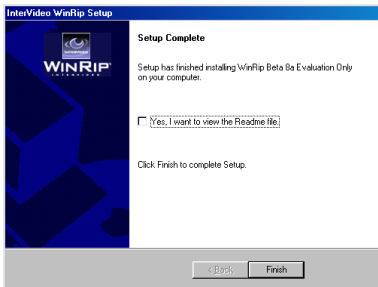 InterVideo WinRip Setup
WINRIP
INTERVIDEO
Setup Complete
Setup has finished installing WinRip Beta 8a Evaluation Only
on your computer.
Yes, I want to view the Readme file.
Click Finish to complete Setup.
< Back
Finish